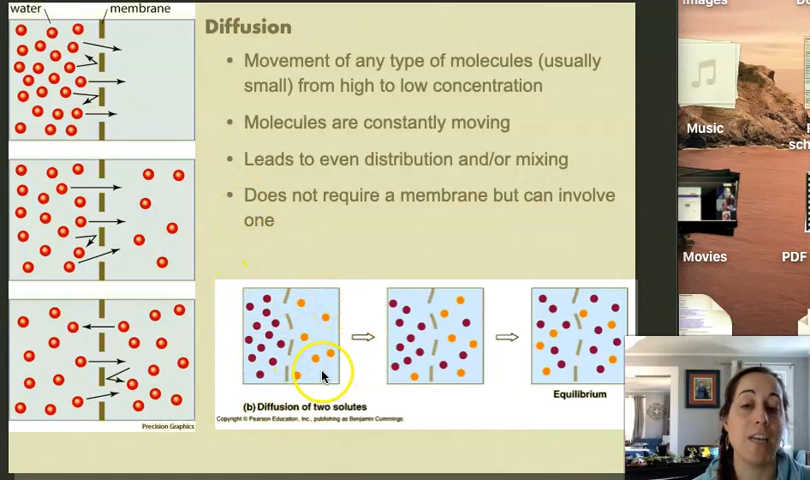 water
membrane
Diffusion
• Movement of any type of molecules (usually
small) from high to low concentration
• Molecules are constantly moving
• Leads to even distribution and/or mixing
• Does not require a membrane but can involve
one
Equilibrium
(b) Diffusion of two solutes
Copyright © Pearson Education, Inc., publishing as Benjamin Cummings.
Precision Graphics
Images
Music
sch
Movies
PDF